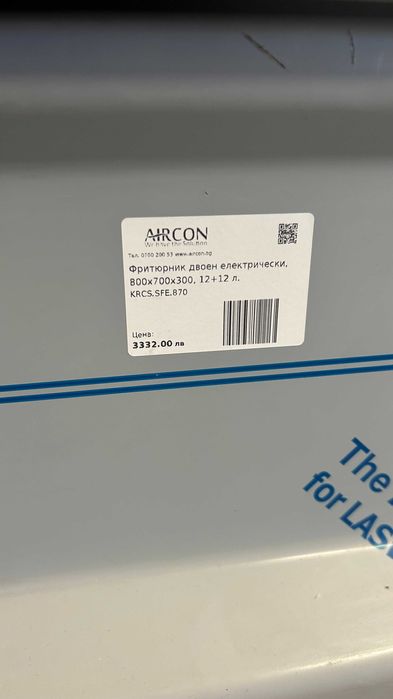 AIRCON
We have the Solution
Тел. 0700 200 53 www.aircon.bg
Фритюрник двоен електрически,
800x700x300, 12+12 л.
KRCS.SFE.870
Цена:
3332.00 лв
The
for LAS